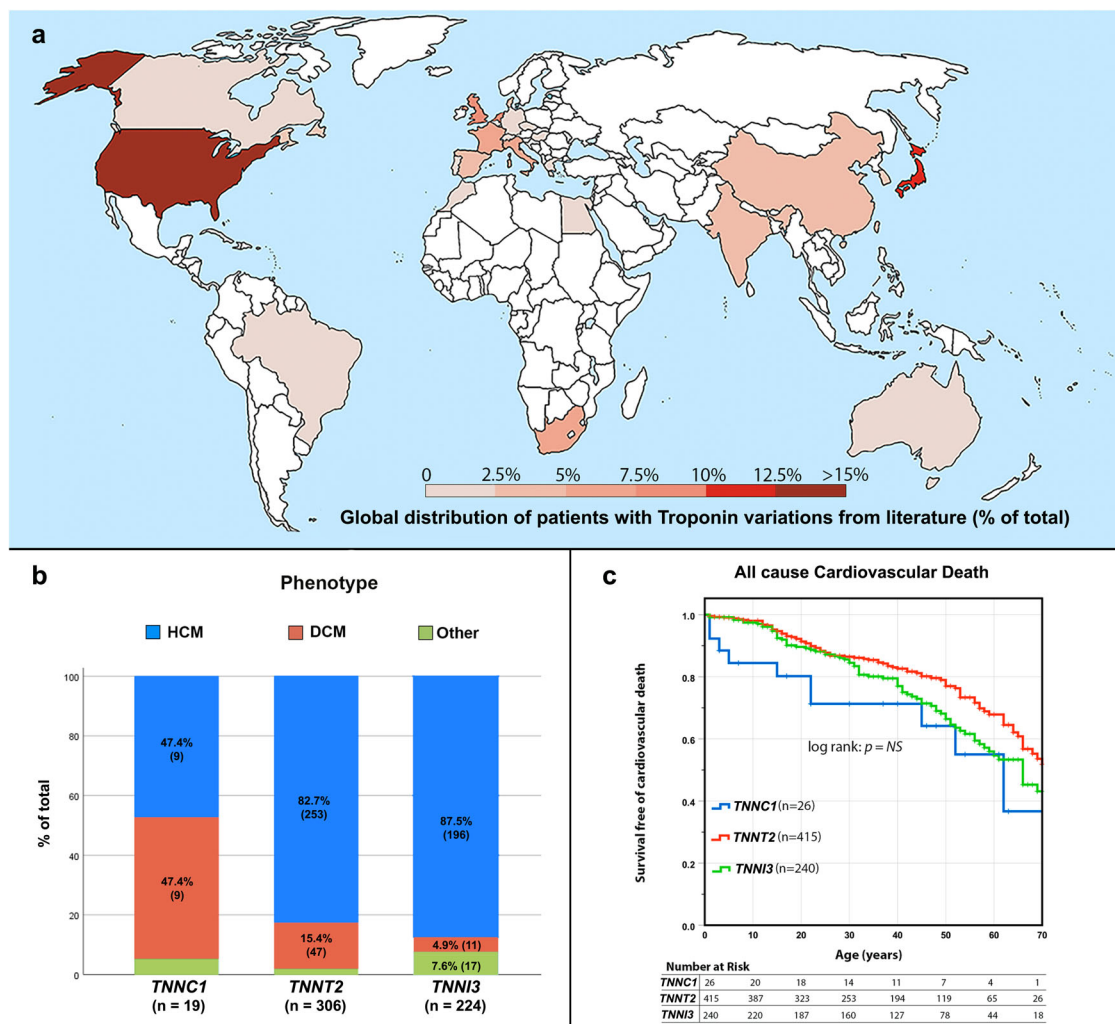 a
0 2.5% 5% 7.5% 10% 12.5% >15%
Global distribution of patients with Troponin variations from literature (% of total)
b
Phenotype
HCM DCM Other
% of total
100
80
60
40
20
0
47.4%
(9)
47.4%
(9)
82.7%
(253)
15.4%
(47)
87.5%
(196)
4.9% (11)
7.6% (17)
TNNC1 TNNT2 TNNI3
(n = 19) (n = 306) (n = 224)
c
All cause Cardiovascular Death
Survival free of cardiovascular death
1.0
0.8
0.6
0.4
0.2
0.0
log rank: p = NS
TNNC1 (n=26)
TNNT2 (n=415)
TNNI3 (n=240)
0 10 20 30 40 50 60 70
Age (years)
Number at Risk
TNNC1 26 20 18 14 11 7 4 1
TNNT2 415 387 323 253 194 119 65 26
TNNI3 240 220 187 160 127 78 44 18